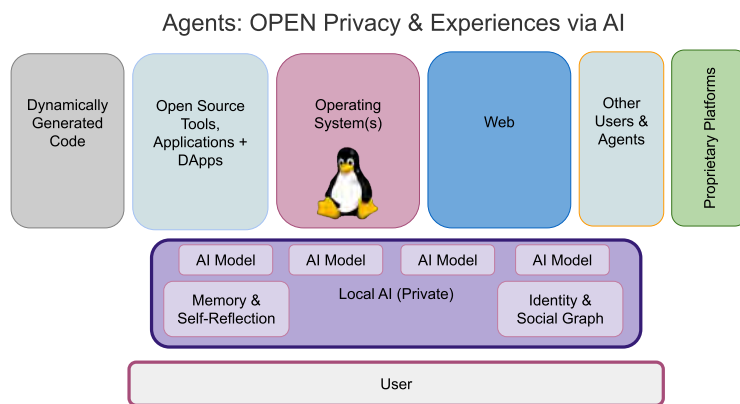 Agents: OPEN Privacy & Experiences via AI
Dynamically
Generated
Code
Open Source
Tools,
Applications +
DApps
Operating
System(s)
Web
Other
Users &
Agents
Proprietary Platforms
AI Model
AI Model
AI Model
AI Model
Memory &
Self-Reflection
Local AI (Private)
Identity &
Social Graph
User